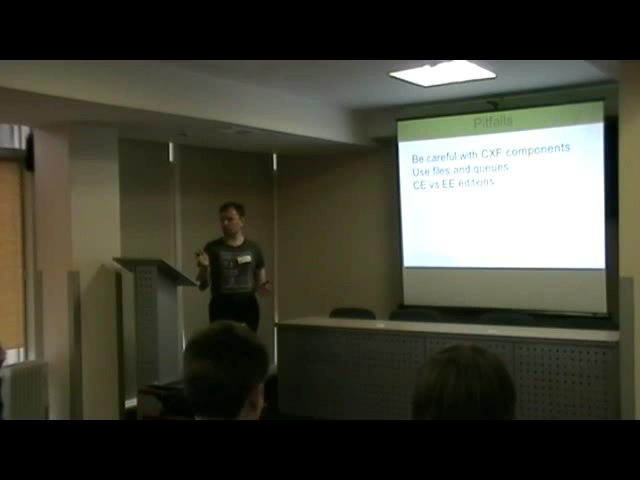 Pitfalls
Be careful with CXF components
Use files and queues
CE vs EE editions